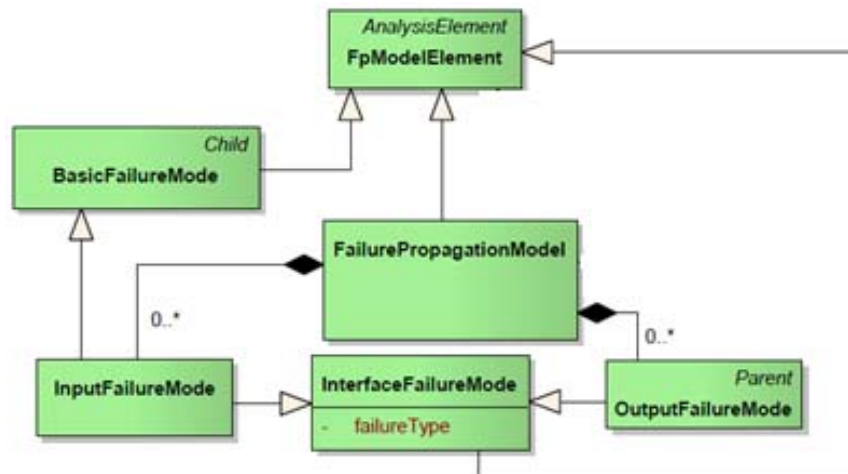 AnalysisElement
FpModelElement
Child
BasicFailureMode
FailurePropagationModel
0..*
0..*
InputFailureMode
InterfaceFailureMode
- failureType
Parent
OutputFailureMode